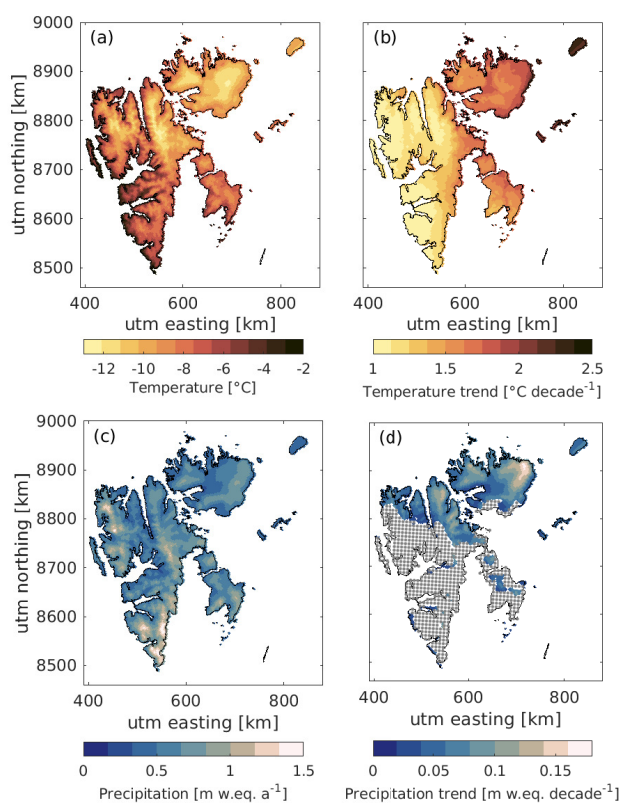 (a)
(b)
9000
8900
8800
8700
8600
8500
utm northing [km]
400 600 800
400 600 800
utm easting [km]
utm easting [km]
-12 -10 -8 -6 -4 -2
1 1.5 2 2.5
Temperature [°C]
Temperature trend [°C decade⁻¹]
(c)
(d)
9000
8900
8800
8700
8600
8500
utm northing [km]
400 600 800
400 600 800
utm easting [km]
utm easting [km]
0 0.5 1 1.5
0 0.05 0.1 0.15
Precipitation [m w.eq. a⁻¹]
Precipitation trend [m w.eq. decade⁻¹]